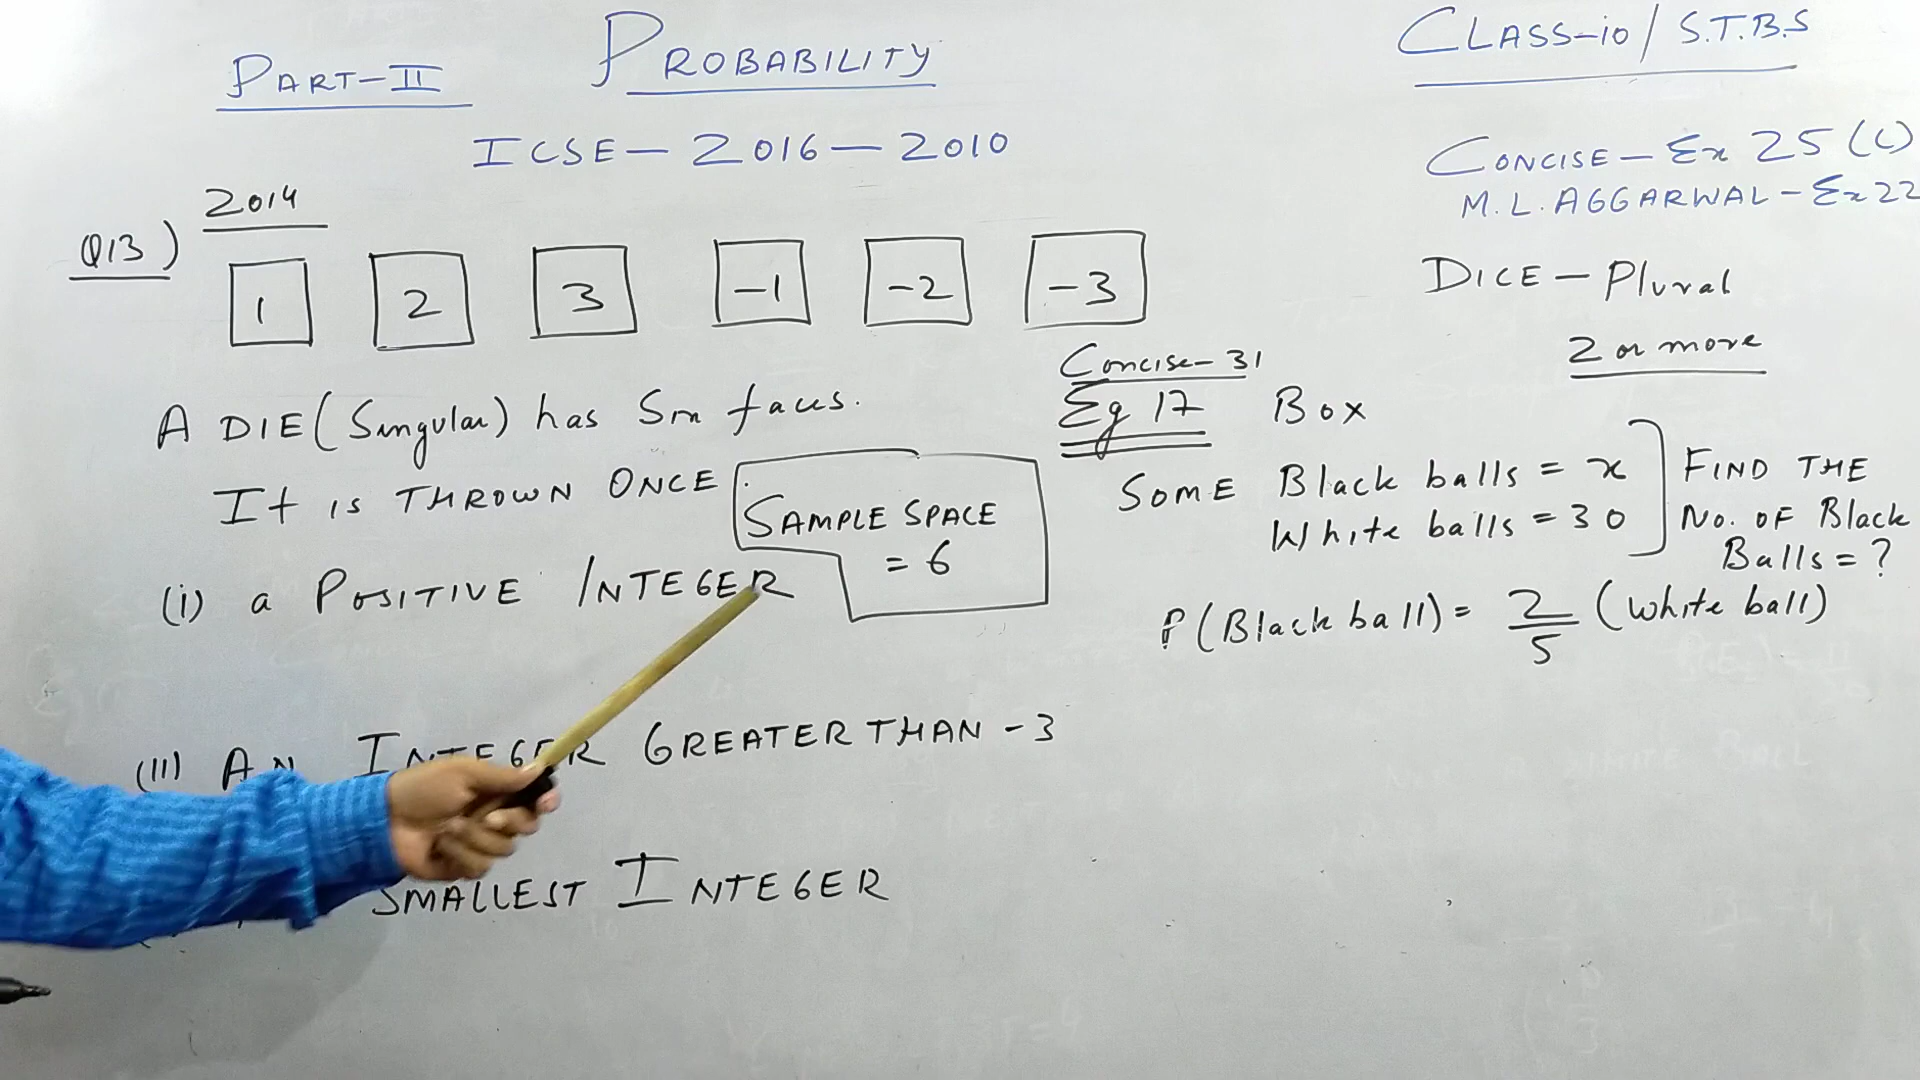 PART-II PROBABILITY
CLASS-10/ S.T.B.S
ICSE-2016-2010
CONCISE-Ex 25 (C)
M.L. AGGARWAL-Ex 22
Q13) 2014
1 2 3 -1 -2 -3
DICE-Plural
2 or more
A DIE (Singular) has Six faces.
It is THROWN ONCE.
SAMPLE SPACE
= 6
(i) a POSITIVE INTEGER
(ii) AN INTEGER GREATER THAN -3
SMALLEST INTEGER
Concise-31
Eg 17 Box
SOME Black balls = x
White balls = 30
FIND THE
No. OF Black
Balls = ?
P(Black ball) = 2/5 (White ball)